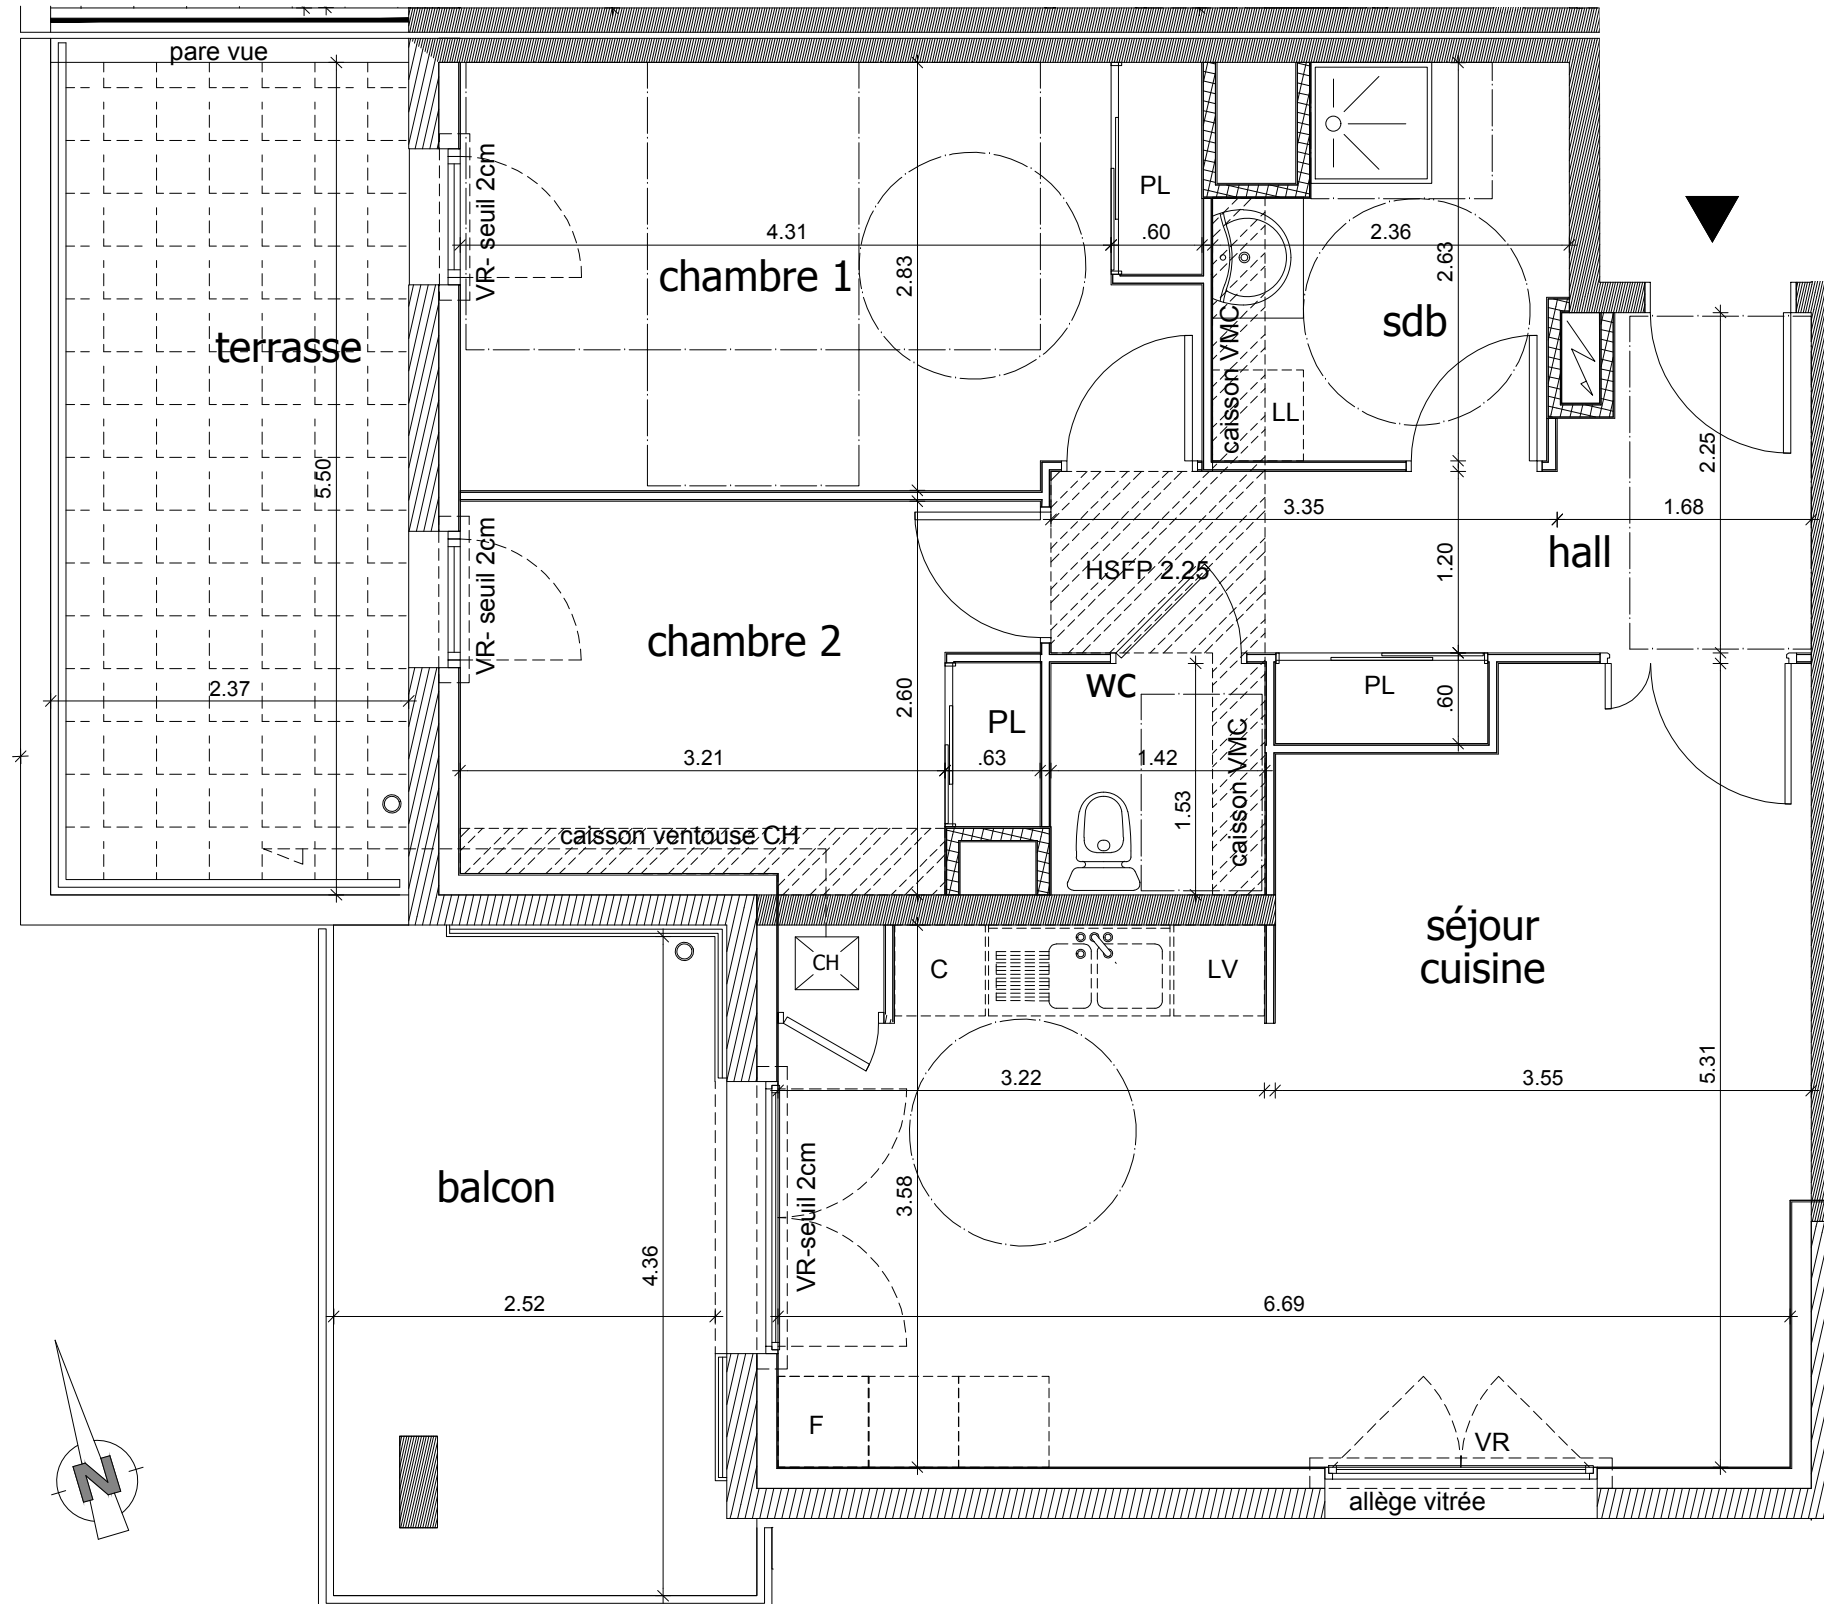 pare vue
VR- seuil 2cm
4.31
PL
.60
2.36
2.63
2.83
chambre 1
sdb
terrasse
caisson VMC
LL
5.50
2.25
3.35
1.68
VR- seuil 2cm
HSFP 2.25
1.20
hall
chambre 2
wc
PL
.60
2.37
2.60
PL
3.21
.63
1.42
1.53
caisson VMC
caisson ventouse CH
séjour
cuisine
CH
C
LV
3.22
3.55
5.31
balcon
VR-seuil 2cm
3.58
4.36
2.52
6.69
F
VR
allège vitrée
N